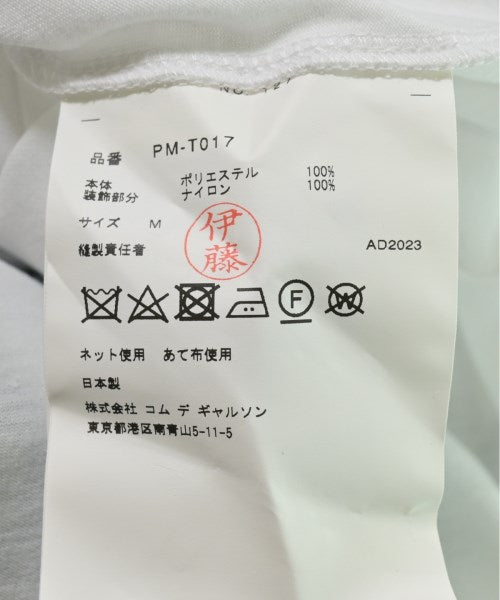 品番 PM-T017
本体 ポリエステル 100%
装飾部分 ナイロン 100%
サイズ M
伊藤
縫製責任者 AD2023
F W
ネット使用 あて布使用
日本製
株式会社 コム デ ギャルソン
東京都港区南青山5-11-5